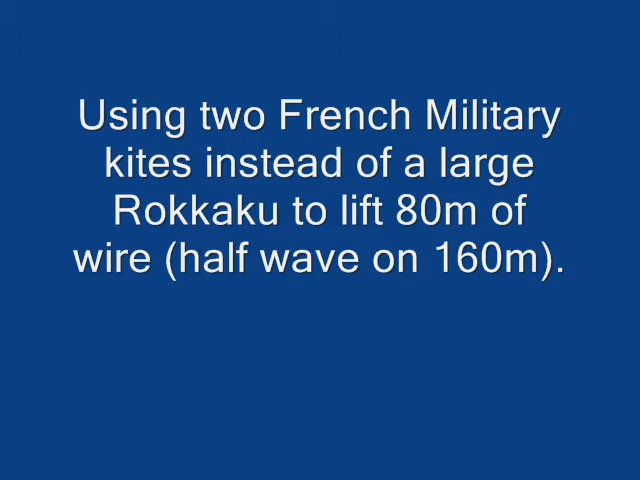 Using two French Military
kites instead of a large
Rokkaku to lift 80m of
wire (half wave on 160m).